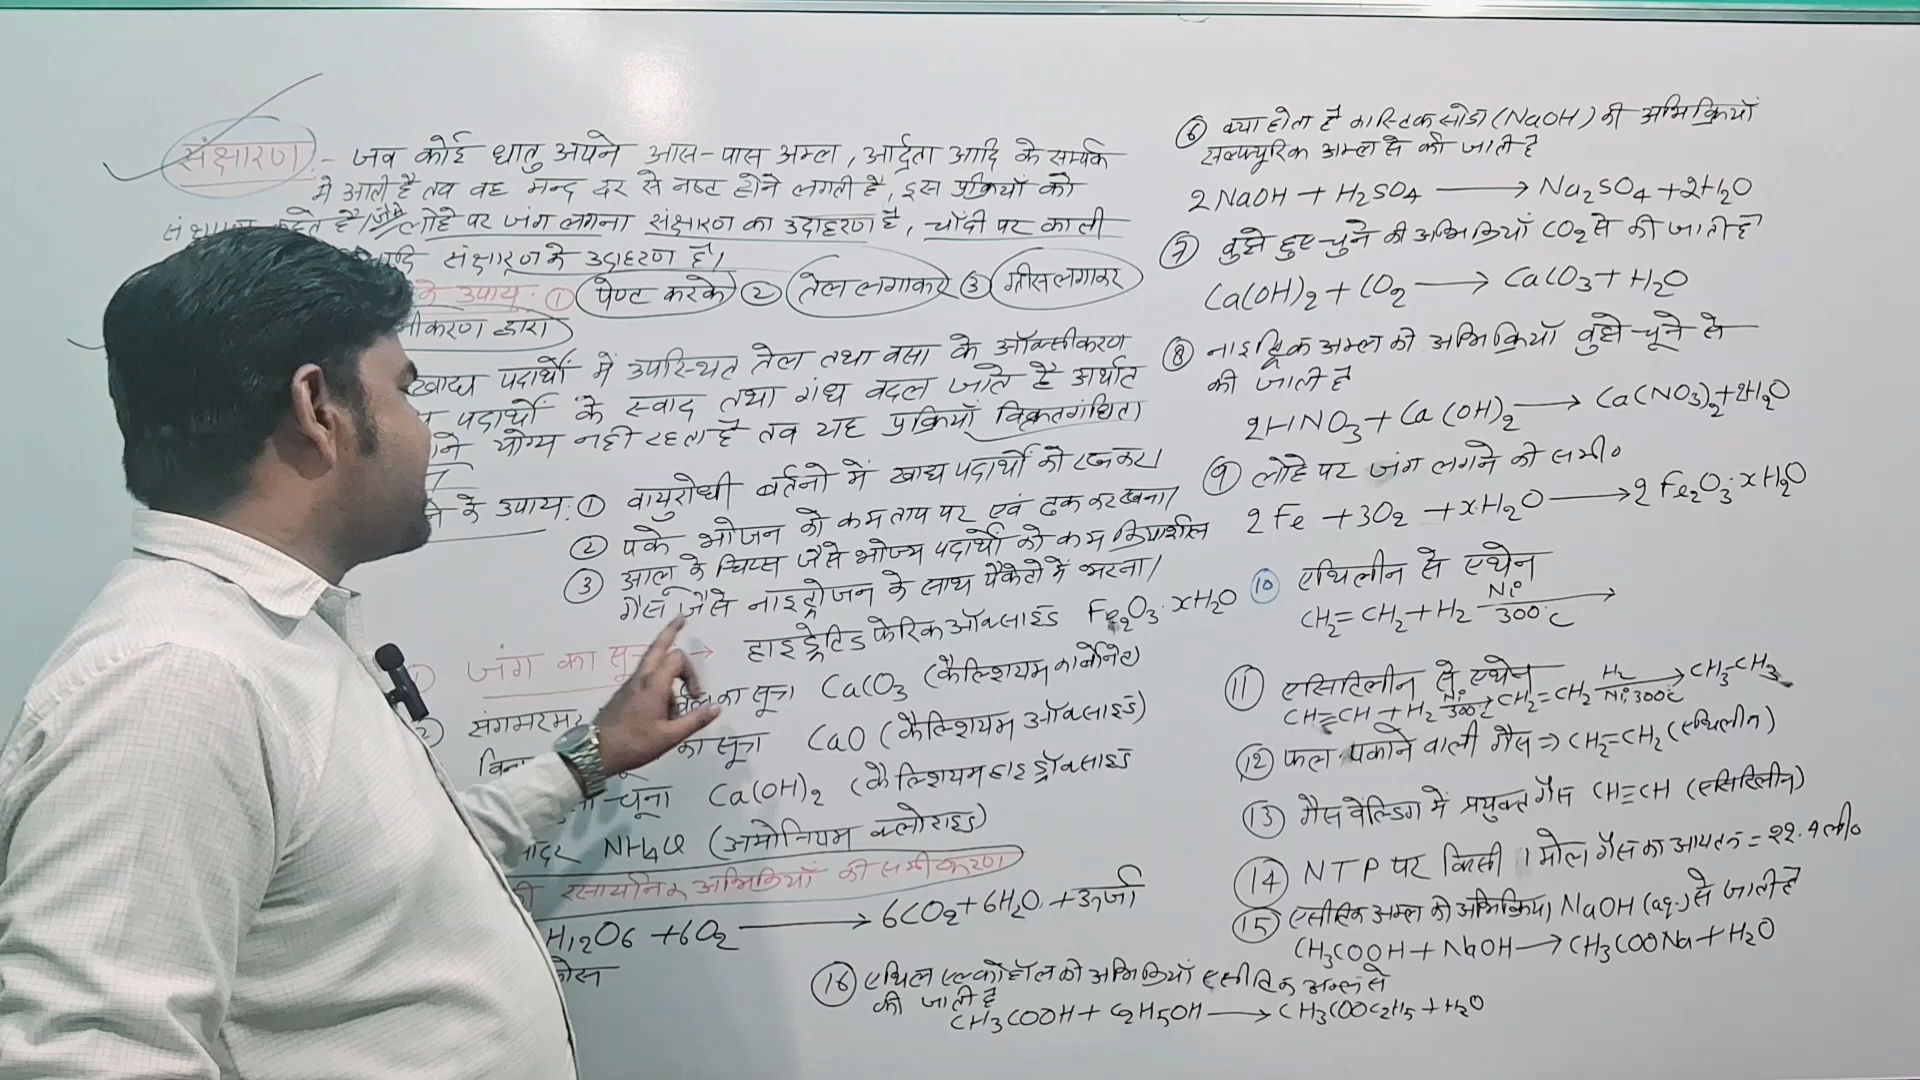 संक्षारण :- जब कोई धातु अपने आस-पास अम्ल, आर्द्रता आदि के सम्पर्क
मे आती है तब वह मन्द दर से नष्ट होने लगती है, इस प्रक्रियाँ को
कहते है, जैसे लोहे पर जंग लगना संक्षारण का उदाहरण है, चाँदी पर काली
आदि संक्षारण के उदाहरण है।
के उपाय: ① पेण्ट करके ② तेल लगाकर ③ ग्रीस लगाकर
द्वारा
खाद्य पदार्थों में उपस्थित तेल तथा वसा के ऑक्सीकरण
पदार्थों के स्वाद तथा गंध बदल जाते है अर्थात
योग्य नही रहता है तब यह प्रक्रियाँ विकृतगंधिता
के उपाय: ① वायुरोधी बर्तनो में खाद्य पदार्थों को रखकर।
② पके भोजन को कम ताप पर एवं ढक कर रखना।
③ आलू के चिप्स जैसे भोज्य पदार्थों को कम क्रियाशील
गैस जैसे नाइट्रोजन के साथ पैकेटो में भरना।
① जंग का → हाइड्रेटिड फेरिक ऑक्साइड Fe2O3.xH2O
② संगमरमर का सूत्र CaCO3 (कैल्शियम कार्बोनेट)
का सूत्र CaO (कैल्शियम ऑक्साइड)
चूना Ca(OH)2 (कैल्शियम हाइड्रॉक्साइड
NH4Cl (अमोनियम क्लोराइड)
रसायनिक अभिक्रियाँ की समीकरण
H12O6 + 6O2 ⟶ 6CO2 + 6H2O + ऊर्जा
⑥ क्या होता है कास्टिक सोडा (NaOH) की अभिक्रियाँ
सल्फ्यूरिक अम्ल से की जाती है
2NaOH + H2SO4 ⟶ Na2SO4 + 2H2O
⑦ बुझे हुए चुने की अभिक्रियाँ CO2 से की जाती है
Ca(OH)2 + CO2 ⟶ CaCO3 + H2O
⑧ नाइट्रिक अम्ल की अभिक्रियाँ बुझे चूने से
की जाती है
2HNO3 + Ca(OH)2 ⟶ Ca(NO3)2 + 2H2O
⑨ लोहे पर जंग लगने की समी०
2Fe + 3O2 + xH2O ⟶ 2Fe2O3.xH2O
⑩ एथिलीन से एथेन
CH2=CH2 + H2 Ni 300°C ⟶
⑪ एसिटिलीन से एथेन
CH≡CH + H2 Ni 300°C → CH2=CH2 H2 Ni 300°C → CH3-CH3
⑫ फल पकाने वाली गैस ⇒ CH2=CH2 (एथिलीन)
⑬ गैस वेल्डिंग में प्रयुक्त गैस CH≡CH (एसिटिलीन)
⑭ NTP पर किसी 1 मोल गैस का आयतन = 22.4 ली०
⑮ एसीटिक अम्ल की अभिक्रिया NaOH (aq.) से जाती है
CH3COOH + NaOH ⟶ CH3COONa + H2O
⑯ एथिल एल्कोहॉल की अभिक्रियाँ एसीटिक अम्ल से
की जाती है
CH3COOH + C2H5OH ⟶ CH3COOC2H5 + H2O